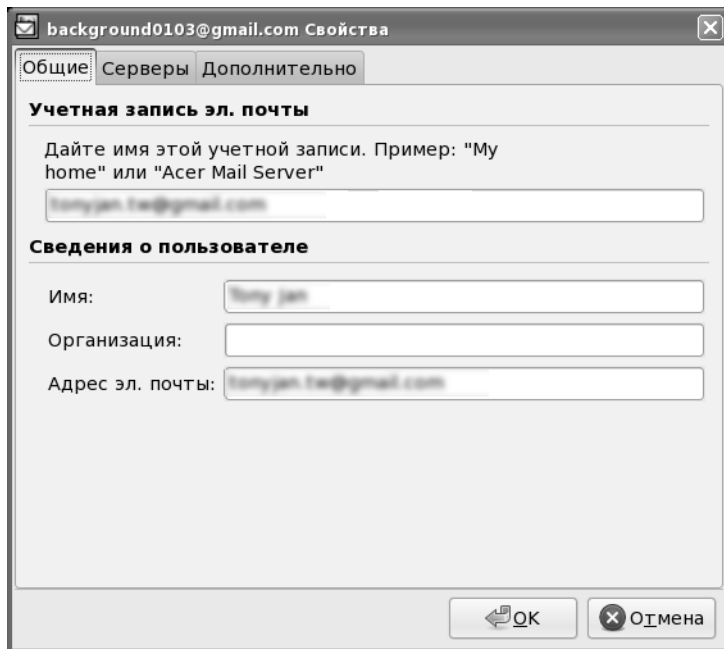 background0103@gmail.com Свойства
Общие Серверы Дополнительно
Учетная запись эл. почты
Дайте имя этой учетной записи. Пример: "My
home" или "Acer Mail Server"
Сведения о пользователе
Имя:
Организация:
Адрес эл. почты:
OK Отмена